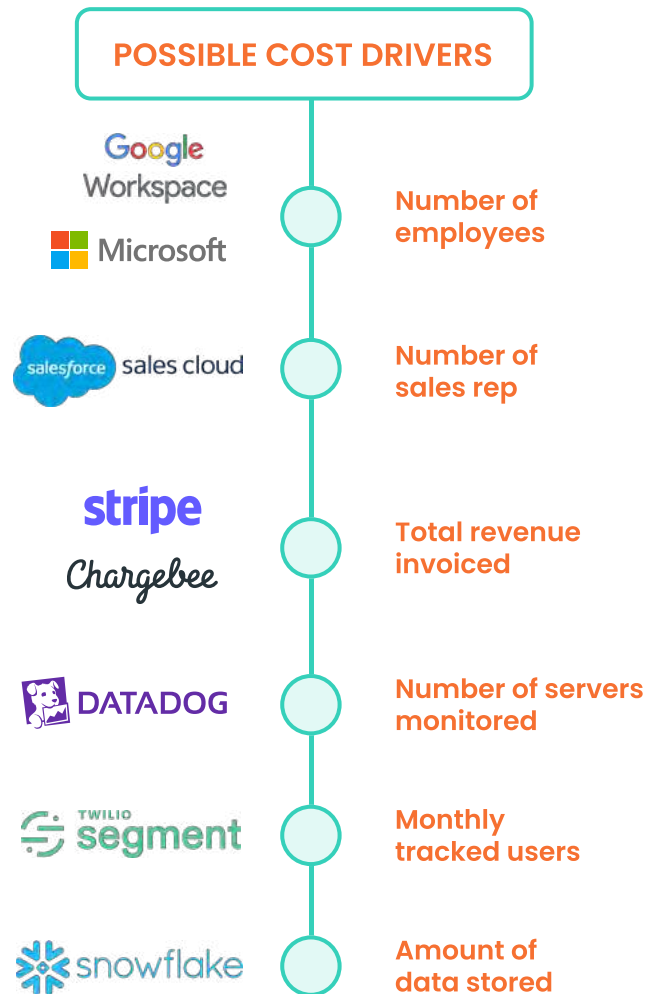 POSSIBLE COST DRIVERS
Google
Workspace
Microsoft
Number of
employees
salesforce sales cloud
Number of
sales rep
stripe
Chargebee
Total revenue
invoiced
DATADOG
Number of servers
monitored
TWILIO
segment
Monthly
tracked users
snowflake
Amount of
data stored